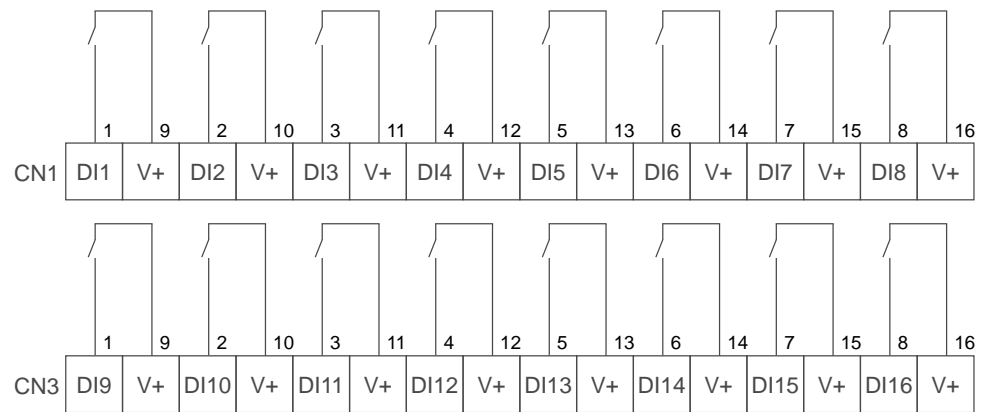 1 9 2 10 3 11 4 12 5 13 6 14 7 15 8 16
CN1 DI1 V+ DI2 V+ DI3 V+ DI4 V+ DI5 V+ DI6 V+ DI7 V+ DI8 V+
1 9 2 10 3 11 4 12 5 13 6 14 7 15 8 16
CN3 DI9 V+ DI10 V+ DI11 V+ DI12 V+ DI13 V+ DI14 V+ DI15 V+ DI16 V+